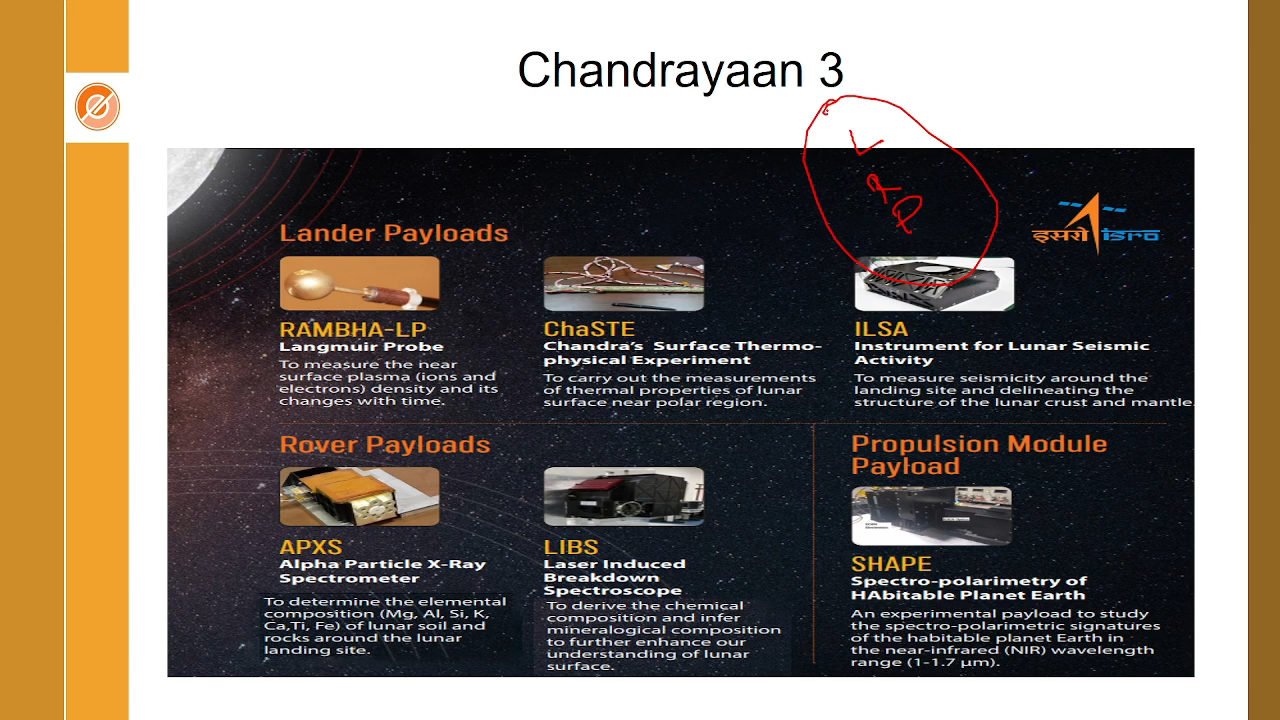 Chandrayaan 3
L
R
P
इसरो isro
Lander Payloads
RAMBHA-LP
Langmuir Probe
To measure the near
surface plasma (ions and
electrons) density and its
changes with time.
ChaSTE
Chandra's Surface Thermo-
physical Experiment
To carry out the measurements
of thermal properties of lunar
surface near polar region.
ILSA
Instrument for Lunar Seismic
Activity
To measure seismicity around the
landing site and delineating the
structure of the lunar crust and mantle.
Rover Payloads
APXS
Alpha Particle X-Ray
Spectrometer
To determine the elemental
composition (Mg, Al, Si, K,
Ca,Ti, Fe) of lunar soil and
rocks around the lunar
landing site.
LIBS
Laser Induced
Breakdown
Spectroscope
To derive the chemical
composition and infer
mineralogical composition
to further enhance our
understanding of lunar
surface.
Propulsion Module
Payload
SHAPE
Spectro-polarimetry of
HAbitable Planet Earth
An experimental payload to study
the spectro-polarimetric signatures
of the habitable planet Earth in
the near-infrared (NIR) wavelength
range (1-1.7 μm).